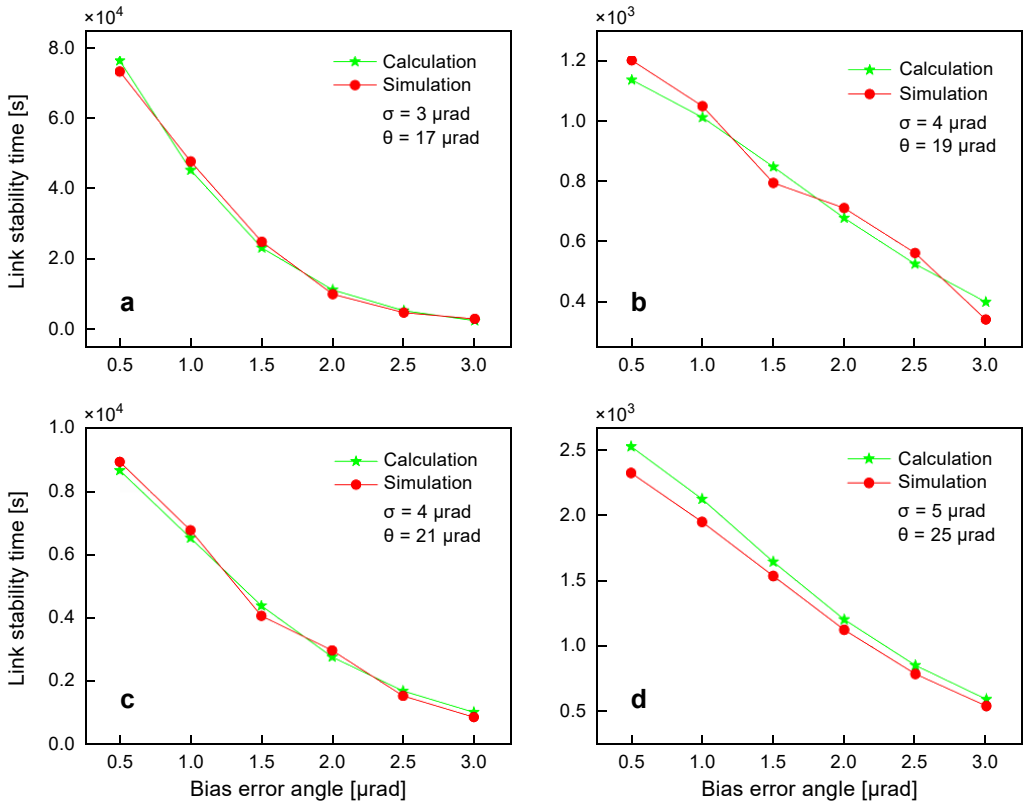 ×10⁴
Link stability time [s]
8.0
6.0
4.0
2.0
0.0
Calculation
Simulation
σ = 3 μrad
θ = 17 μrad
a
0.5 1.0 1.5 2.0 2.5 3.0
×10³
1.2
1.0
0.8
0.6
0.4
Calculation
Simulation
σ = 4 μrad
θ = 19 μrad
b
0.5 1.0 1.5 2.0 2.5 3.0
×10⁴
Link stability time [s]
1.0
0.8
0.6
0.4
0.2
0.0
Calculation
Simulation
σ = 4 μrad
θ = 21 μrad
c
0.5 1.0 1.5 2.0 2.5 3.0
Bias error angle [μrad]
×10³
2.5
2.0
1.5
1.0
0.5
Calculation
Simulation
σ = 5 μrad
θ = 25 μrad
d
0.5 1.0 1.5 2.0 2.5 3.0
Bias error angle [μrad]